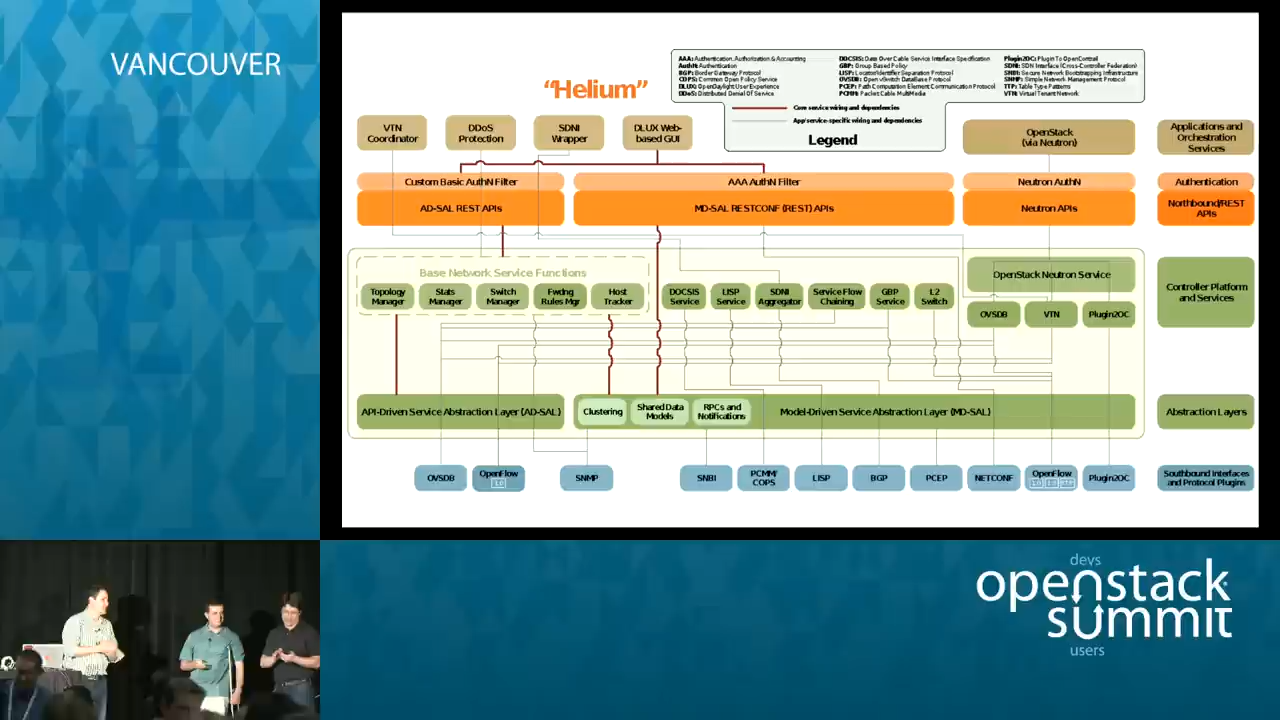 VANCOUVER
"Helium"
AAA: Authentication, Authorisation & Accounting
AuthN: Authentication
BGP: Border Gateway Protocol
COPS: Common Open Policy Service
DLUX: OpenDaylight User Experience
DDoS: Distributed Denial Of Service
DOCSIS: Data Over Cable Service Interface Specification
GBP: Group Based Policy
LISP: Locator/Identifier Separation Protocol
OVSDB: Open vSwitch DataBase Protocol
PCEP: Path Computation Element Communication Protocol
PCMM: Packet Cable MultiMedia
Plugin2OC: Plugin To OpenContrail
SDNI: SDN Interface (Cross-Controller Federation)
SNBI: Secure Network Bootstrapping Infrastructure
SNMP: Simple Network Management Protocol
TTP: Table Type Patterns
VTN: Virtual Tenant Network
Core service wiring and dependencies
App/service-specific wiring and dependencies
Legend
VTN
Coordinator
DDoS
Protection
SDNI
Wrapper
DLUX Web-
based GUI
OpenStack
(via Neutron)
Applications and
Orchestration
Services
Custom Basic AuthN Filter
AAA AuthN Filter
Neutron AuthN
Authentication
AD-SAL REST APIs
MD-SAL RESTCONF (REST) APIs
Neutron APIs
Northbound/REST
APIs
Base Network Service Functions
Topology
Manager
Stats
Manager
Switch
Manager
Fwdng
Rules Mgr
Host
Tracker
DOCSIS
Service
LISP
Service
SDNI
Aggregator
Service Flow
Chaining
GBP
Service
L2
Switch
OpenStack Neutron Service
OVSDB
VTN
Plugin2OC
Controller Platform
and Services
API-Driven Service Abstraction Layer (AD-SAL)
Clustering
Shared Data
Models
RPCs and
Notifications
Model-Driven Service Abstraction Layer (MD-SAL)
Abstraction Layers
OVSDB
OpenFlow
1.0
SNMP
SNBI
PCMM/
COPS
LISP
BGP
PCEP
NETCONF
OpenFlow
1.0 1.3 TTP
Plugin2OC
Southbound Interfaces
and Protocol Plugins
devs
openstack
summit
users